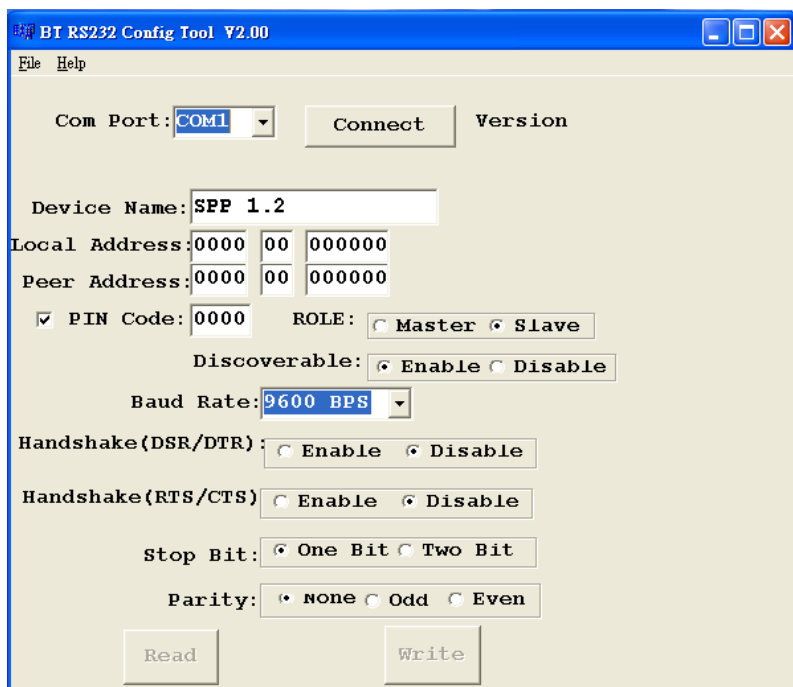 BT RS232 Config Tool V2.00
File Help
Com Port: COM1 Connect Version
Device Name: SPP 1.2
Local Address: 0000 00 000000
Peer Address: 0000 00 000000
PIN Code: 0000 ROLE: Master Slave
Discoverable: Enable Disable
Baud Rate: 9600 BPS
Handshake(DSR/DTR): Enable Disable
Handshake(RTS/CTS) Enable Disable
Stop Bit: One Bit Two Bit
Parity: None Odd Even
Read Write